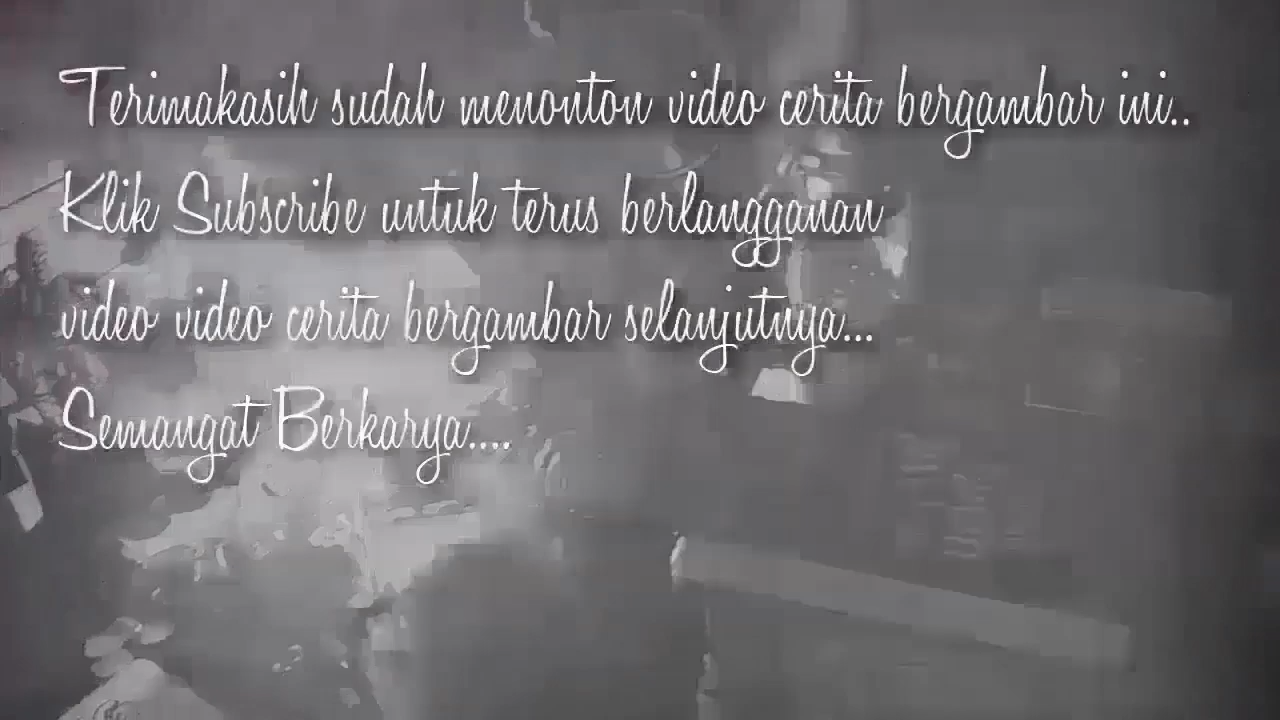 Terimakasih sudah menonton video cerita bergambar ini..
Klik Subscribe untuk terus berlangganan
video video cerita bergambar selanjutnya...
Semangat Berkarya....